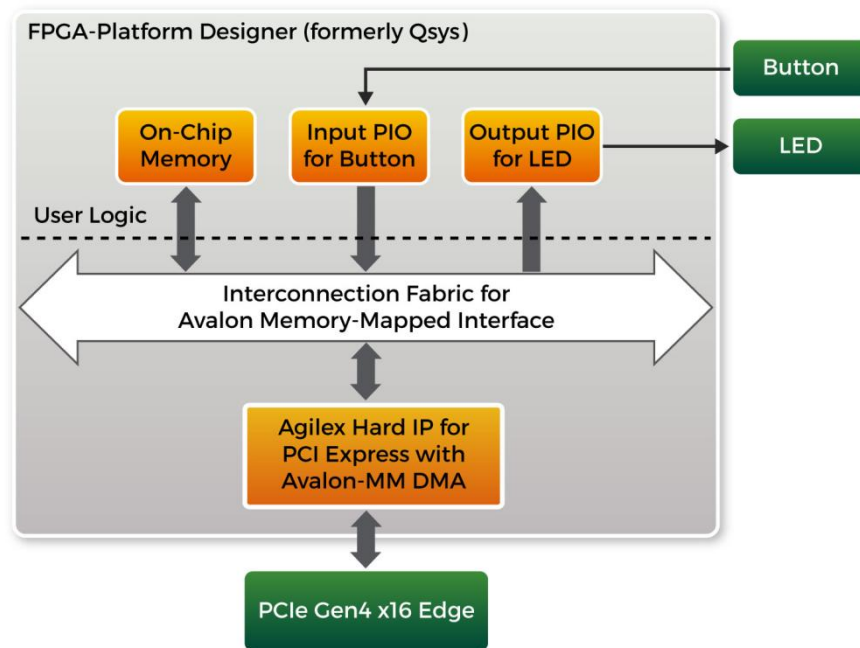 FPGA-Platform Designer (formerly Qsys)
Button
On-Chip
Memory
Input PIO
for Button
Output PIO
for LED
LED
User Logic
Interconnection Fabric for
Avalon Memory-Mapped Interface
Agilex Hard IP for
PCI Express with
Avalon-MM DMA
PCIe Gen4 x16 Edge